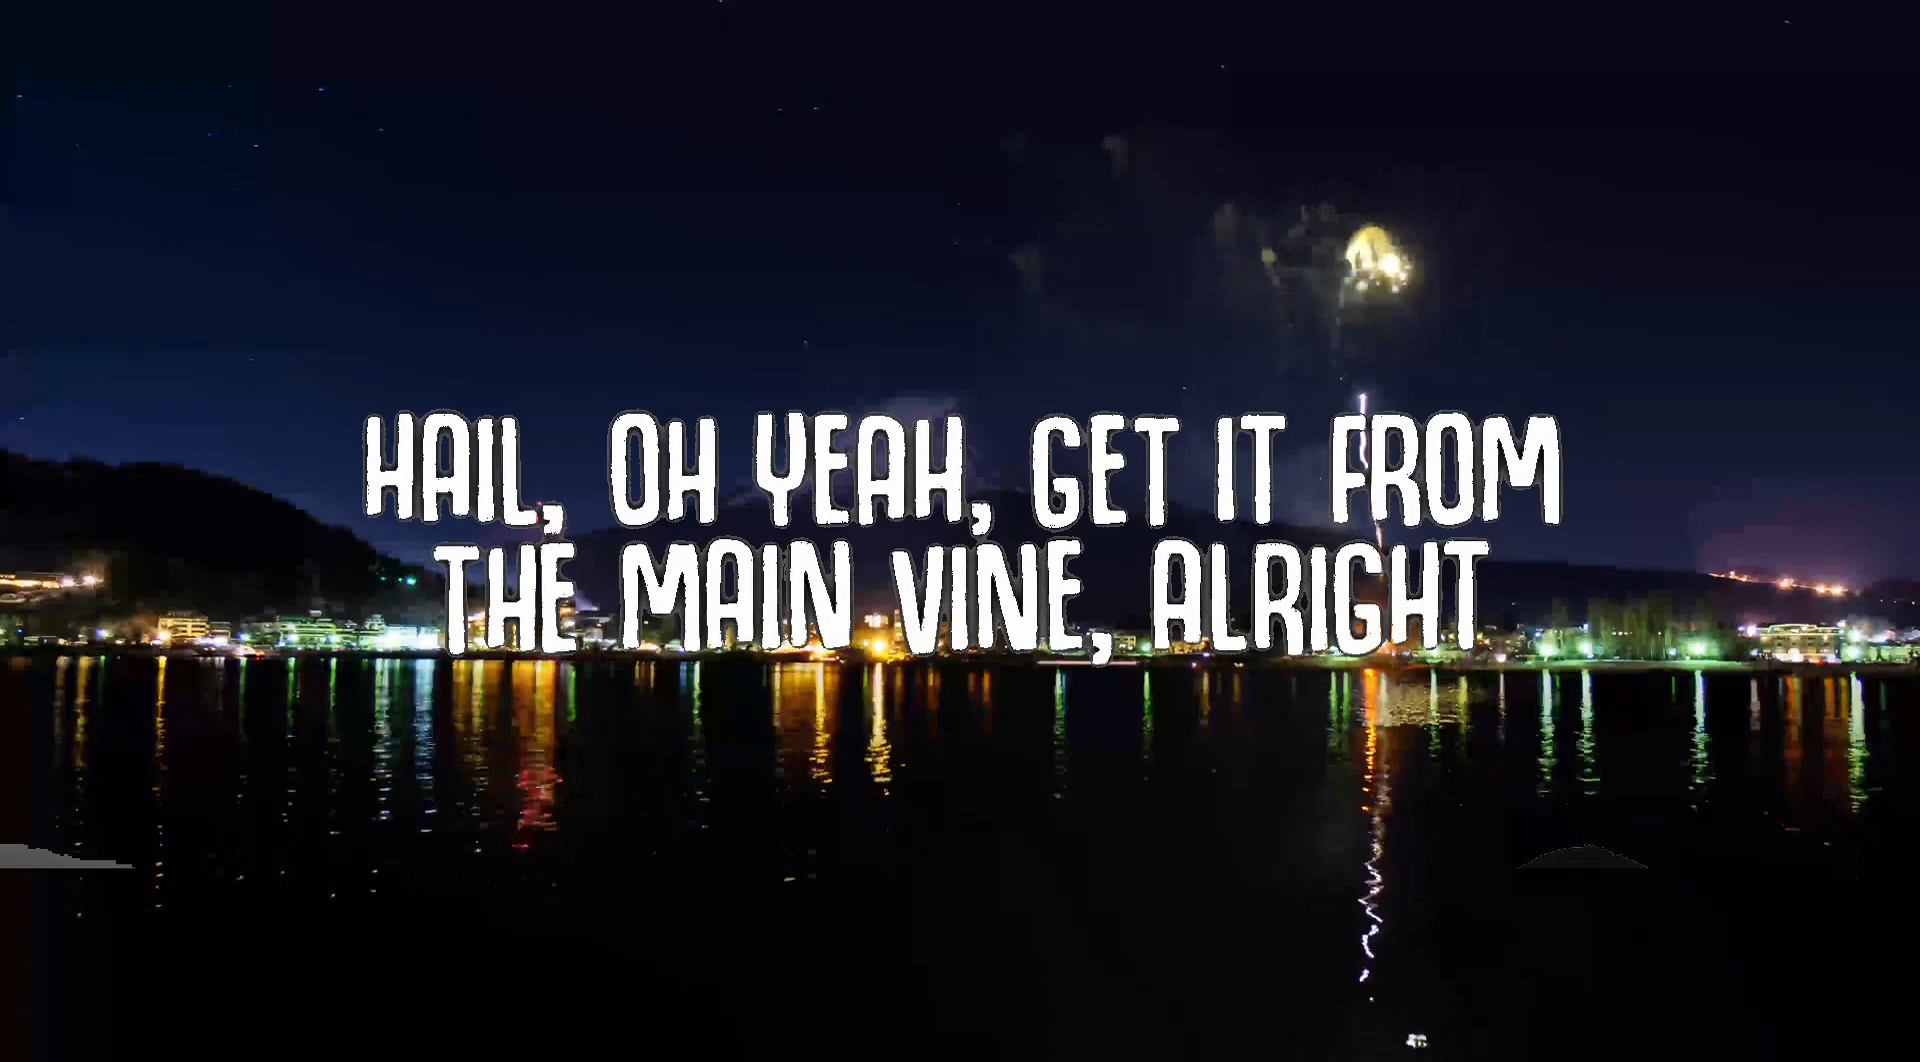 HAIL, OH YEAH, GET IT FROM
THE MAIN VINE, ALRIGHT